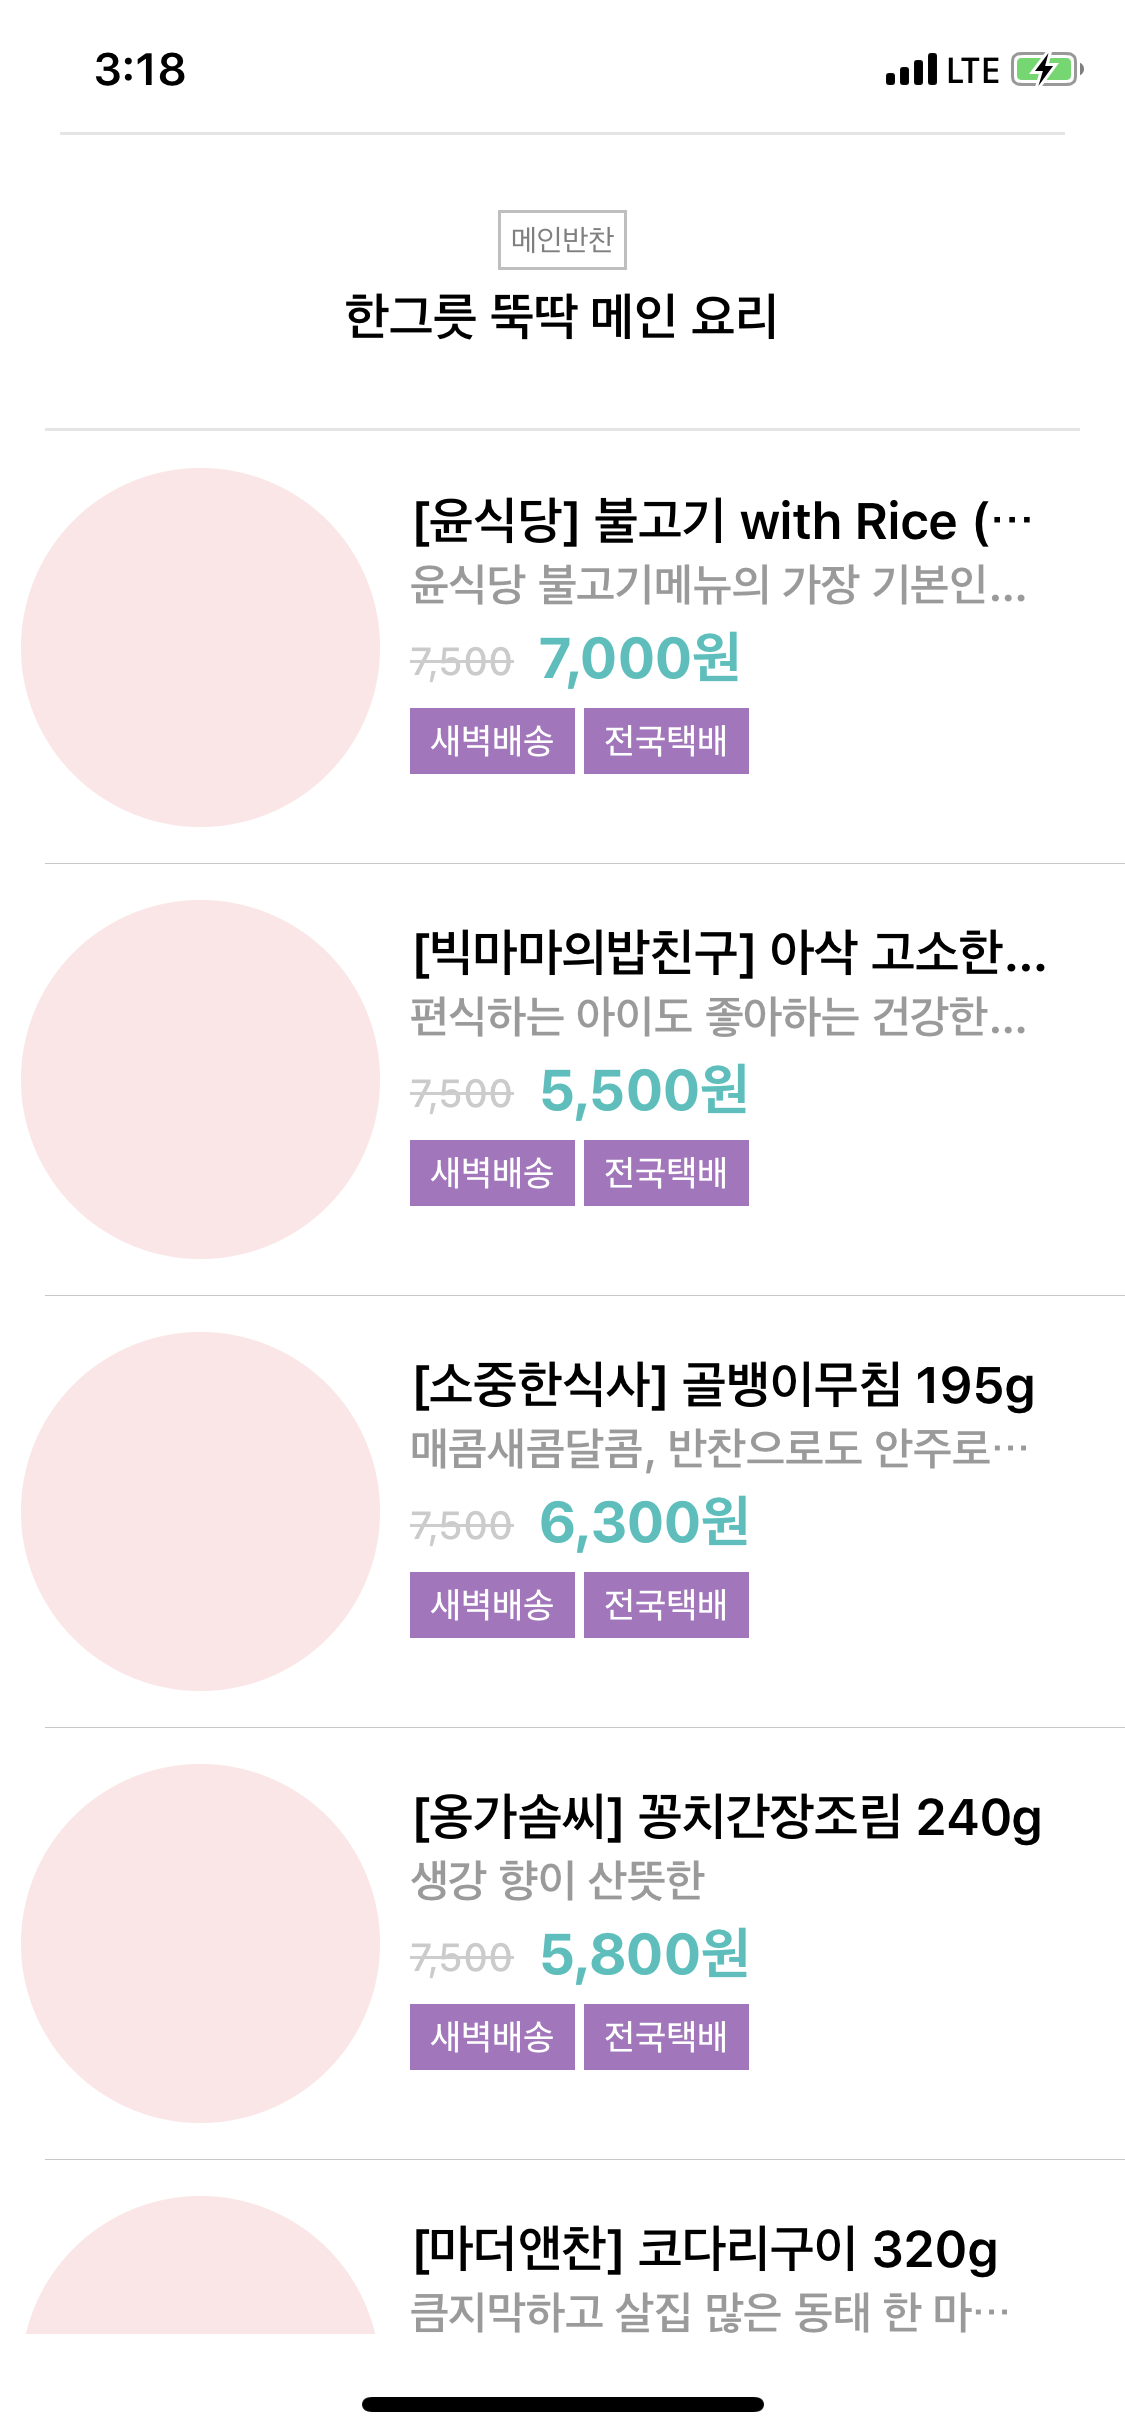 3:18 LTE
메인반찬
한그릇 뚝딱 메인 요리
[윤식당] 불고기 with Rice (…
윤식당 불고기메뉴의 가장 기본인...
7,500 7,000원
새벽배송 전국택배
[빅마마의밥친구] 아삭 고소한...
편식하는 아이도 좋아하는 건강한...
7,500 5,500원
새벽배송 전국택배
[소중한식사] 골뱅이무침 195g
매콤새콤달콤, 반찬으로도 안주로…
7,500 6,300원
새벽배송 전국택배
[옹가솜씨] 꽁치간장조림 240g
생강 향이 산뜻한
7,500 5,800원
새벽배송 전국택배
[마더앤찬] 코다리구이 320g
큼지막하고 살집 많은 동태 한 마…